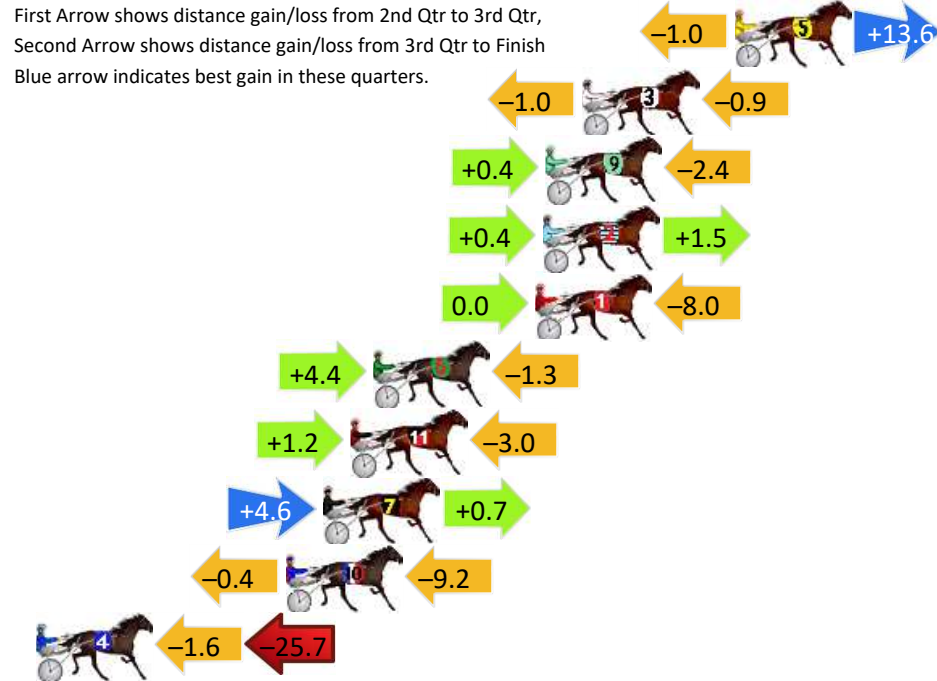 First Arrow shows distance gain/loss from 2nd Qtr to 3rd Qtr,
Second Arrow shows distance gain/loss from 3rd Qtr to Finish
Blue arrow indicates best gain in these quarters.
–1.0 5 +13.6
–1.0 3 –0.9
+0.4 9 –2.4
+0.4 2 +1.5
0.0 1 –8.0
+4.4 6 –1.3
+1.2 11 –3.0
+4.6 7 +0.7
–0.4 10 –9.2
4 –1.6 –25.7